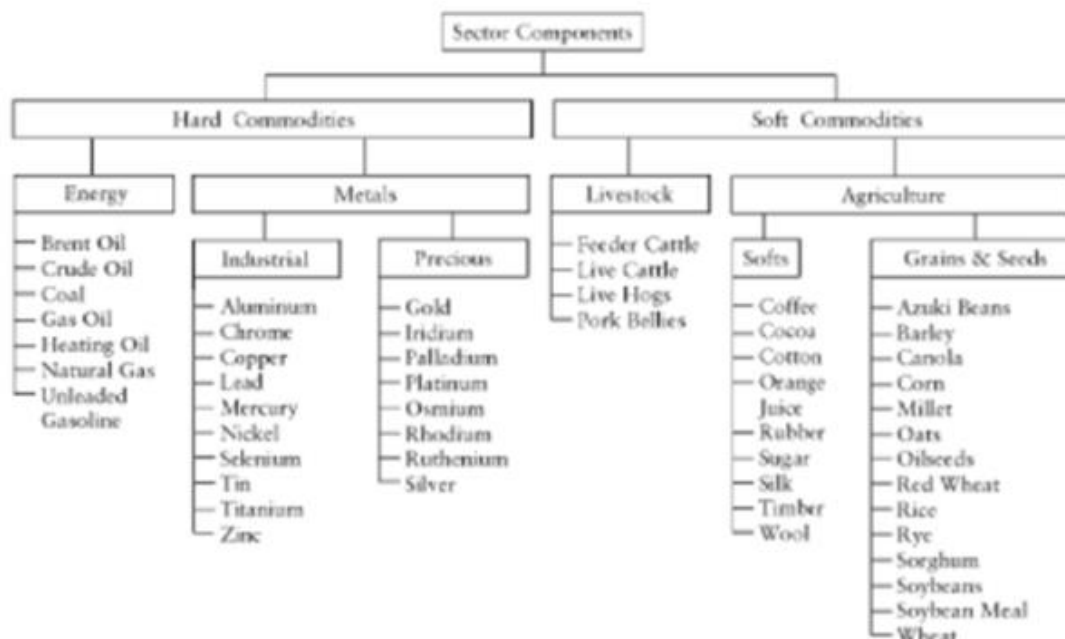 Sector Components
Hard Commodities
Soft Commodities
Energy
Metals
Livestock
Agriculture
Brent Oil
Crude Oil
Coal
Gas Oil
Heating Oil
Natural Gas
Unleaded
Gasoline
Industrial
Aluminum
Chrome
Copper
Lead
Mercury
Nickel
Selenium
Tin
Titanium
Zinc
Precious
Gold
Iridium
Palladium
Platinum
Osmium
Rhodium
Ruthenium
Silver
Feeder Cattle
Live Cattle
Live Hogs
Pork Bellies
Softs
Coffee
Cocoa
Cotton
Orange
Juice
Rubber
Sugar
Silk
Timber
Wool
Grains & Seeds
Azuki Beans
Barley
Canola
Corn
Millet
Oats
Oilseeds
Red Wheat
Rice
Rye
Sorghum
Soybeans
Soybean Meal
Wheat